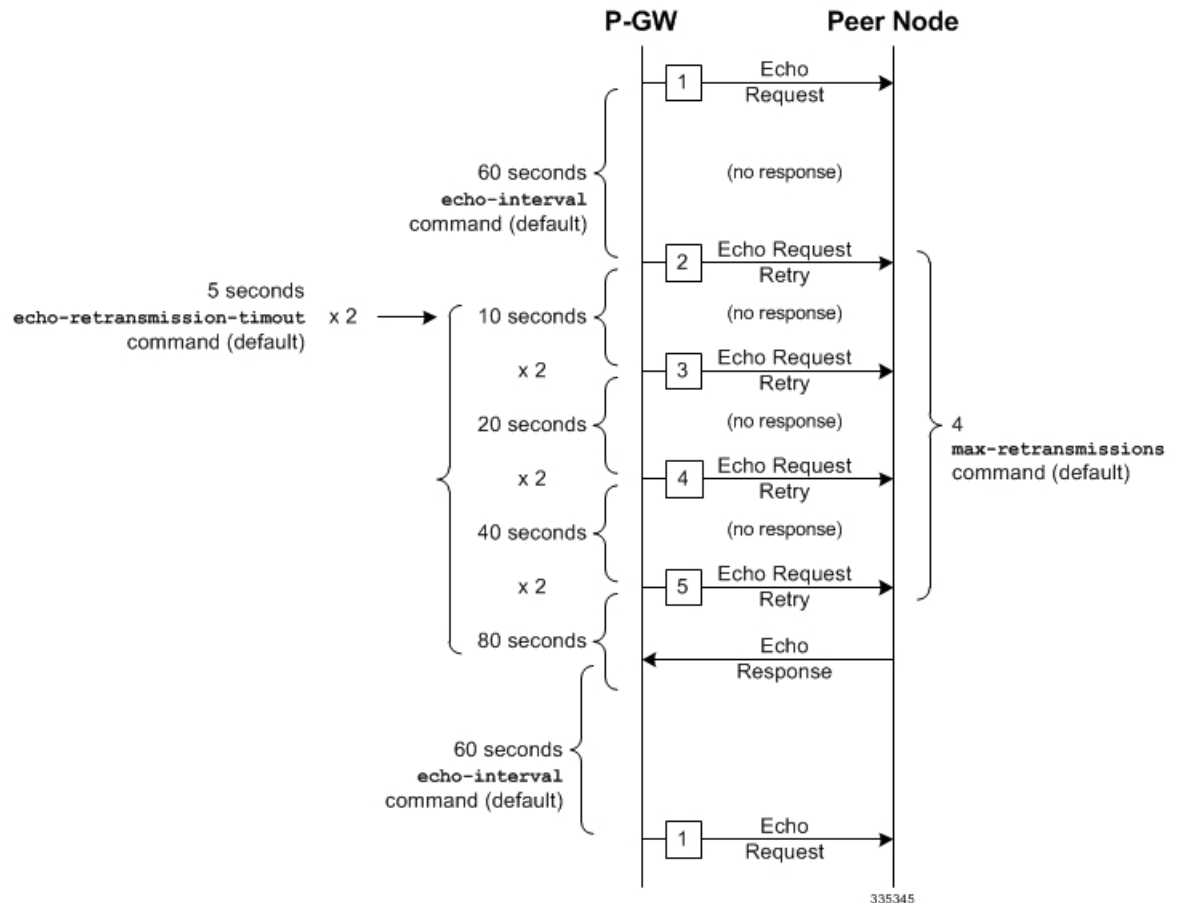 P-GW Peer Node
1 Echo
Request
60 seconds
echo-interval
command (default)
(no response)
2 Echo Request
Retry
5 seconds
echo-retransmission-timout
command (default)
x 2
10 seconds
(no response)
x 2
3 Echo Request
Retry
20 seconds
(no response)
4
max-retransmissions
command (default)
x 2
4 Echo Request
Retry
40 seconds
(no response)
x 2
5 Echo Request
Retry
80 seconds
Echo
Response
60 seconds
echo-interval
command (default)
1 Echo
Request
335345